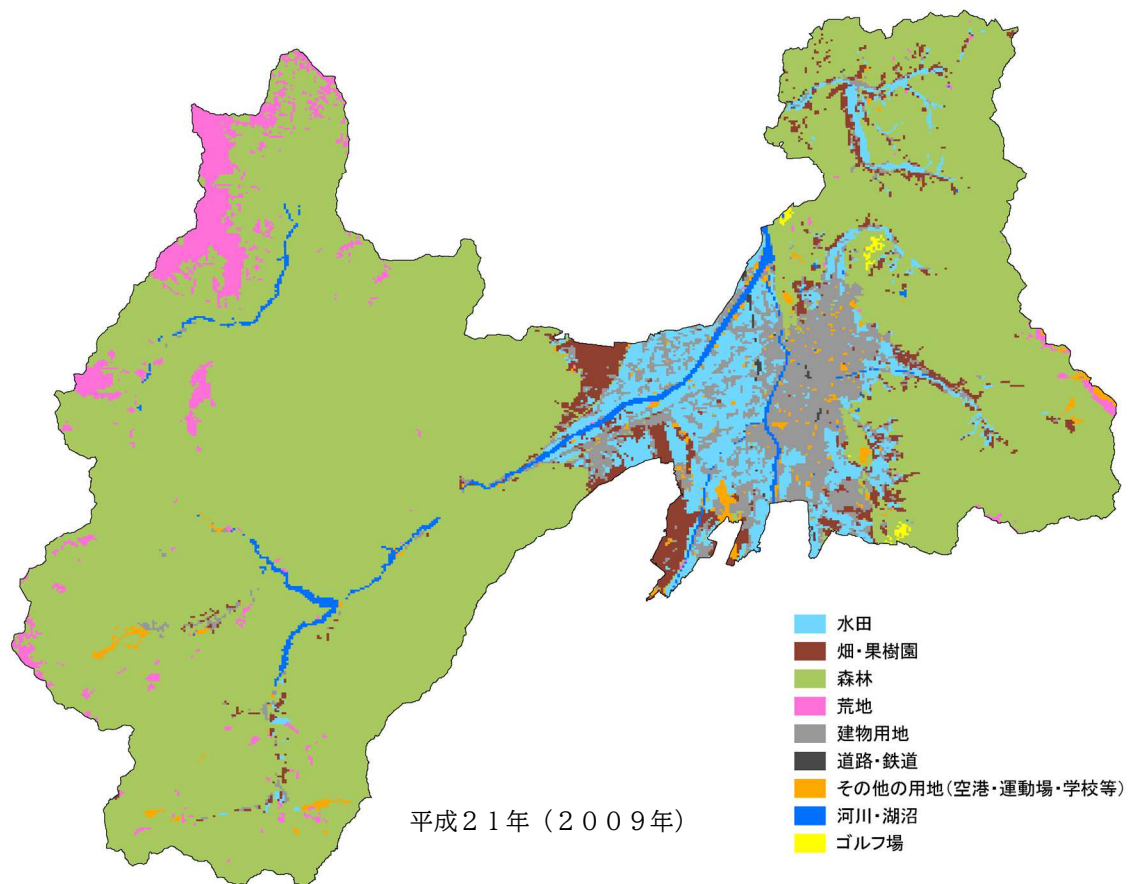 水田
畑・果樹園
森林
荒地
建物用地
道路・鉄道
その他の用地(空港・運動場・学校等)
河川・湖沼
ゴルフ場
平成２１年（２００９年）